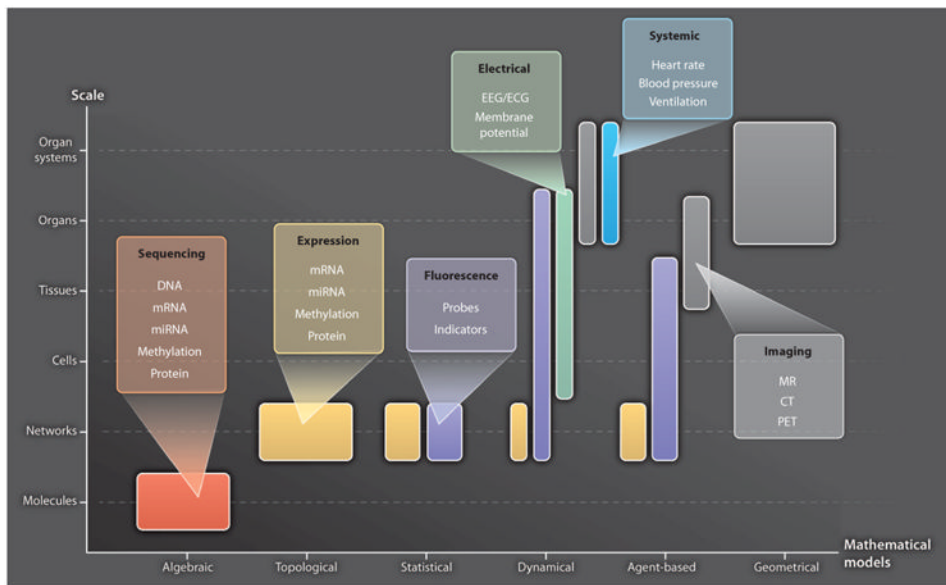 Systemic
Heart rate
Blood pressure
Ventilation
Electrical
EEG/ECG
Membrane
potential
Scale
Organ
systems
Organs
Tissues
Cells
Networks
Molecules
Sequencing
DNA
mRNA
miRNA
Methylation
Protein
Expression
mRNA
miRNA
Methylation
Protein
Fluorescence
Probes
Indicators
Imaging
MR
CT
PET
Algebraic
Topological
Statistical
Dynamical
Agent-based
Geometrical
Mathematical
models